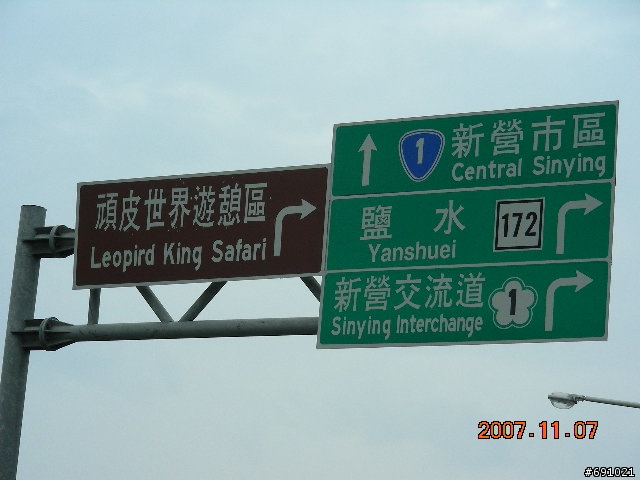 頑皮世界遊憩區
Leopird King Safari
1
新營市區
Central Sinying
鹽水
Yanshuei
172
新營交流道
Sinying Interchange
1
2007.11.07
#691021